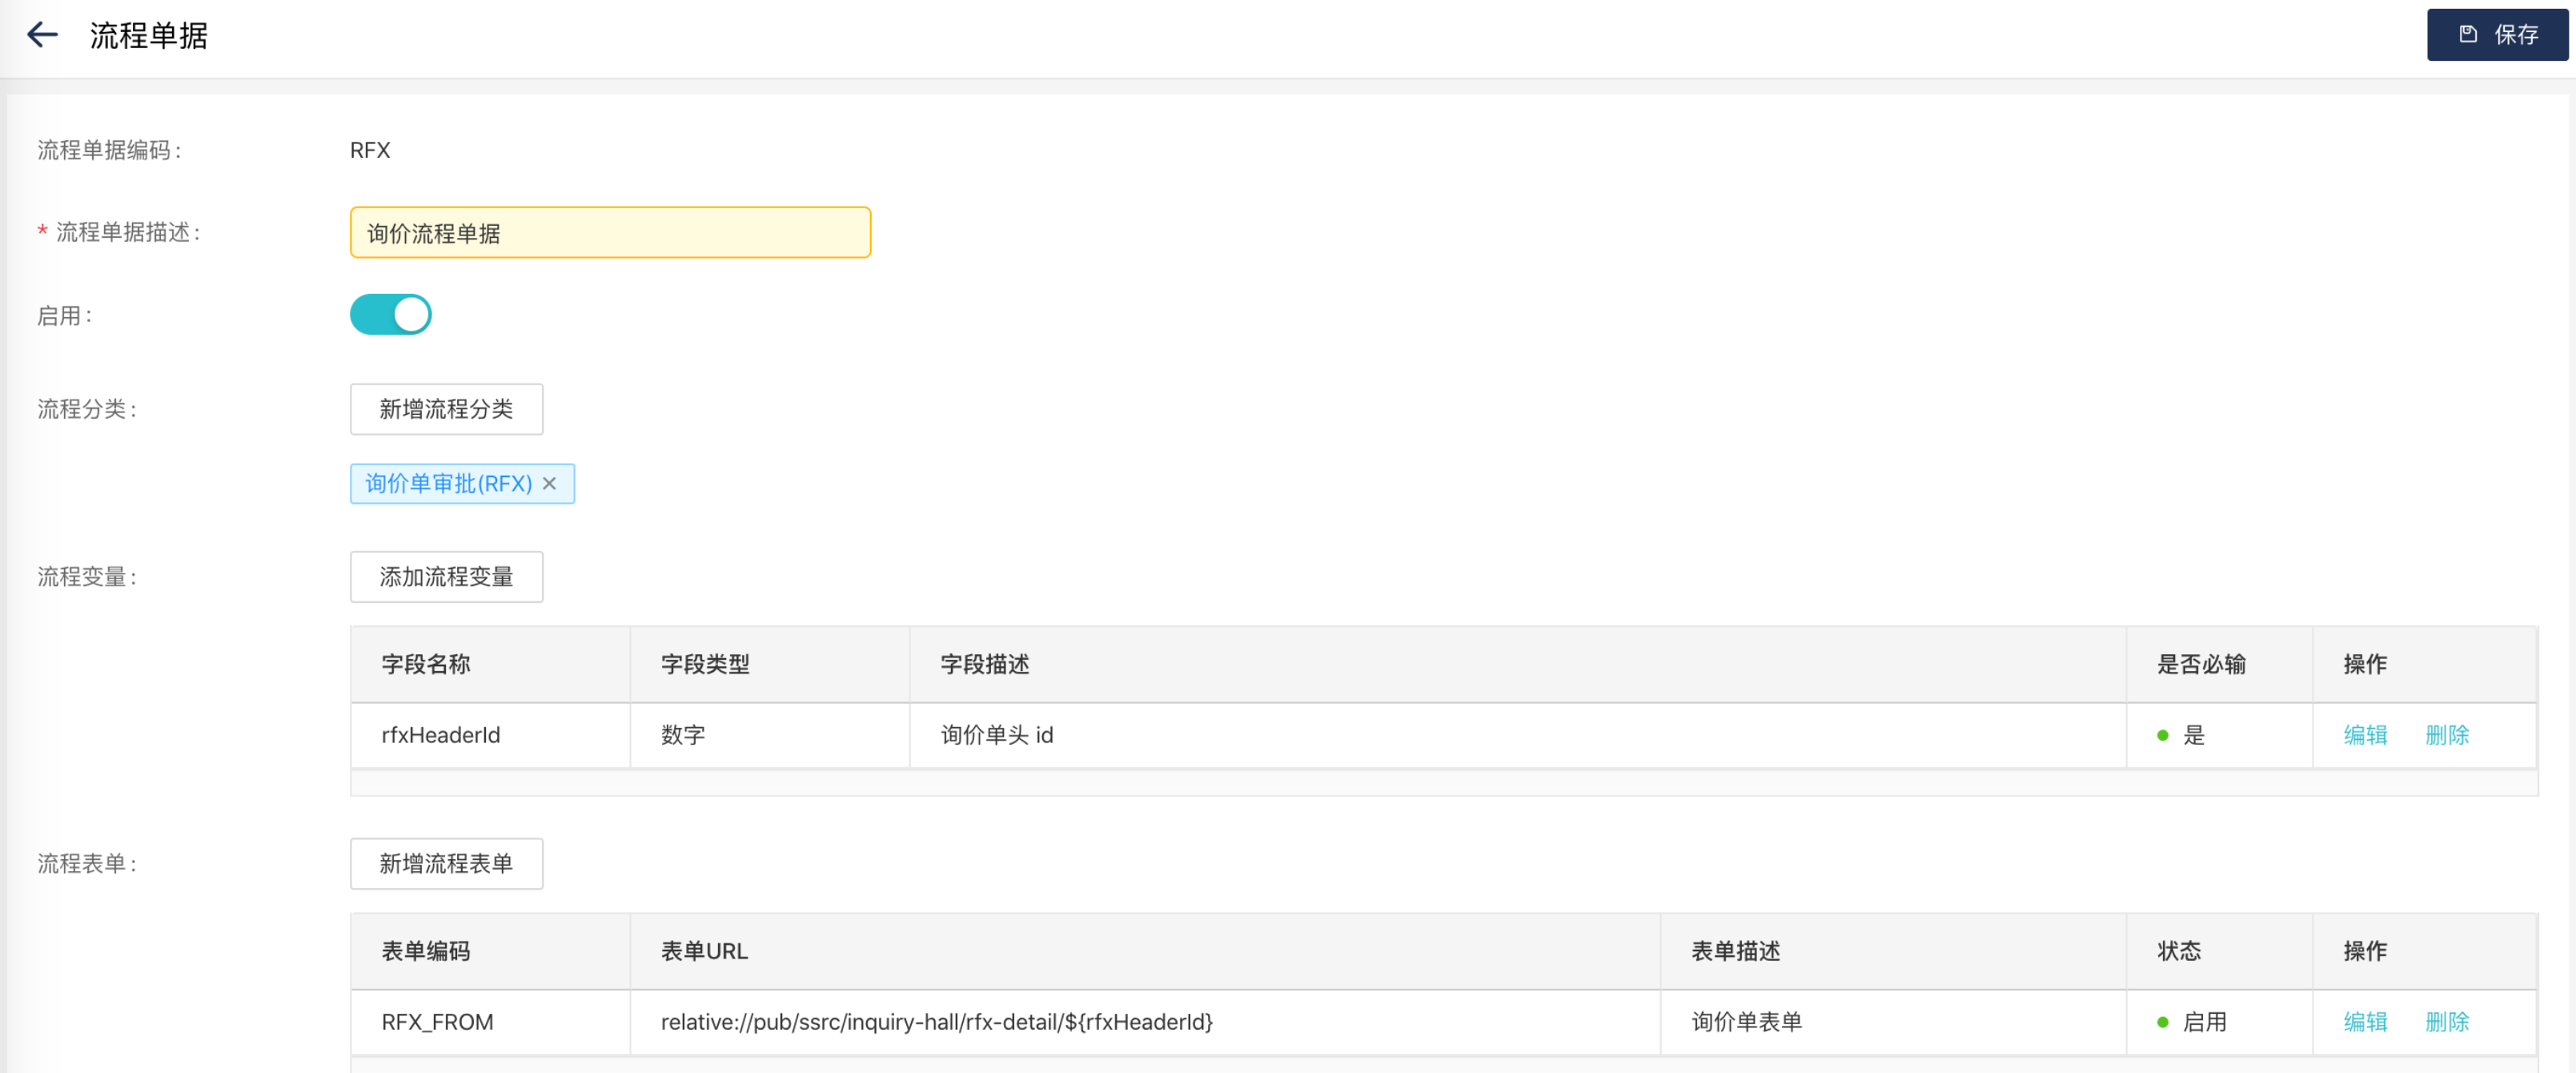 流程单据
保存
流程单据编码 :
RFX
* 流程单据描述 :
询价流程单据
启用 :
流程分类 :
新增流程分类
询价单审批(RFX) ×
流程变量 :
添加流程变量
字段名称 字段类型 字段描述 是否必输 操作
rfxHeaderId 数字 询价单头 id 是 编辑 删除
流程表单 :
新增流程表单
表单编码 表单URL 表单描述 状态 操作
RFX_FROM relative://pub/ssrc/inquiry-hall/rfx-detail/${rfxHeaderId} 询价单表单 启用 编辑 删除